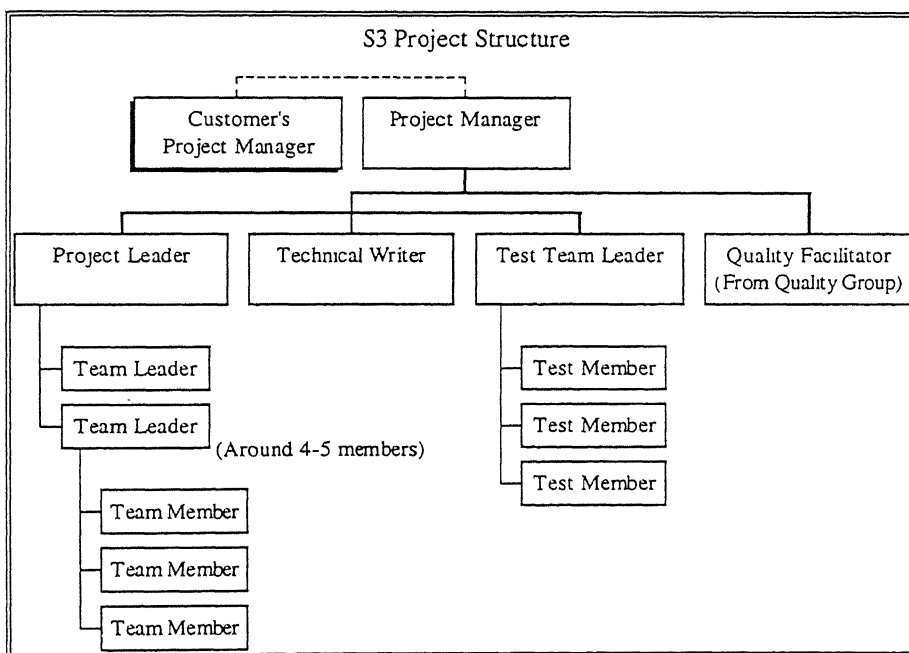 S3 Project Structure
Customer's
Project Manager
Project Manager
Project Leader
Technical Writer
Test Team Leader
Quality Facilitator
(From Quality Group)
Team Leader
Team Leader
(Around 4-5 members)
Team Member
Team Member
Team Member
Test Member
Test Member
Test Member